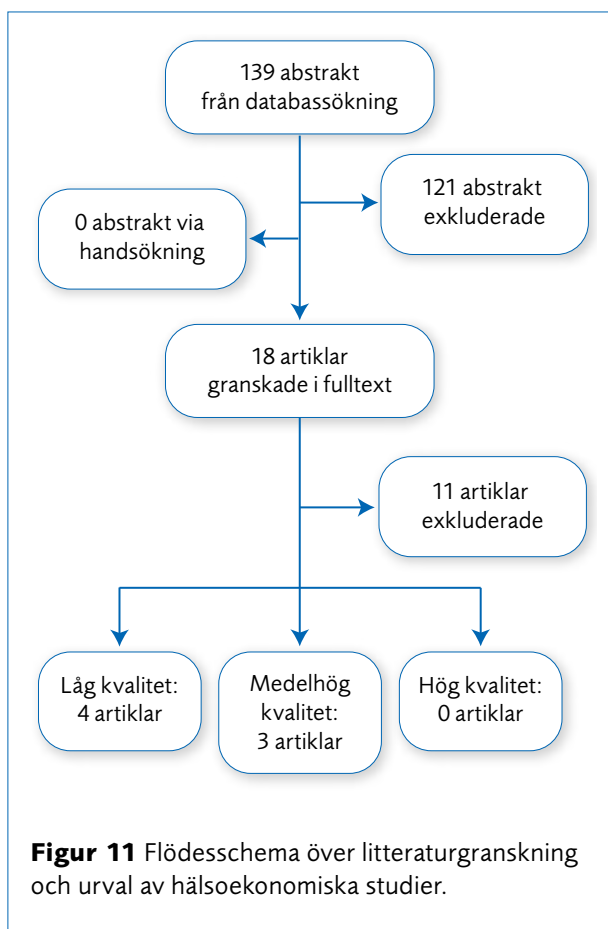 139 abstrakt
från databassökning
121 abstrakt
exkluderade
0 abstrakt via
handsökning
18 artiklar
granskade i fulltext
11 artiklar
exkluderade
Låg kvalitet:
4 artiklar
Medelhög
kvalitet:
3 artiklar
Hög kvalitet:
0 artiklar
Figur 11 Flödesschema över litteraturgranskning
och urval av hälsoekonomiska studier.